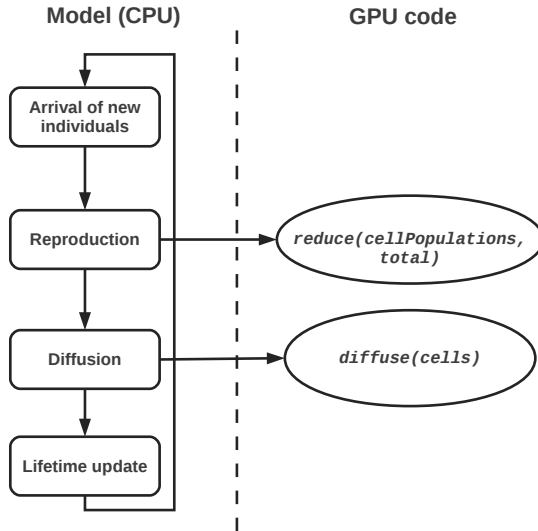 Model (CPU)
GPU code
Arrival of new
individuals
Reproduction
reduce(cellPopulations,
total)
Diffusion
diffuse(cells)
Lifetime update